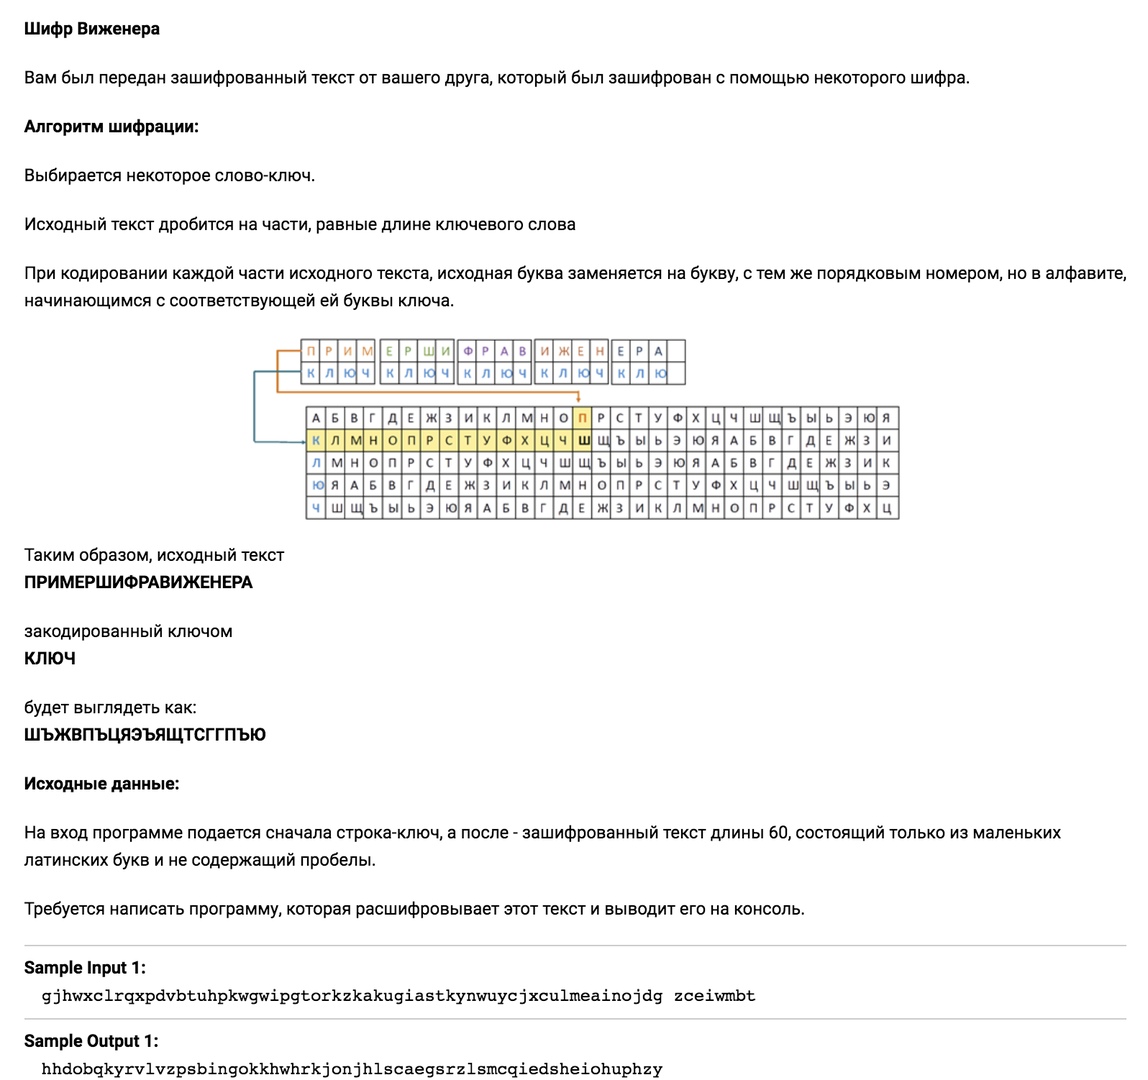 Шифр Виженера
Вам был передан зашифрованный текст от вашего друга, который был зашифрован с помощью некоторого шифра.
Алгоритм шифрации:
Выбирается некоторое слово-ключ.
Исходный текст дробится на части, равные длине ключевого слова
При кодировании каждой части исходного текста, исходная буква заменяется на букву, с тем же порядковым номером, но в алфавите,
начинающимся с соответствующей ей буквы ключа.
П Р И М Е Р Ш И Ф Р А В И Ж Е Н Е Р А
К Л Ю Ч К Л Ю Ч К Л Ю Ч К Л Ю Ч К Л Ю
А Б В Г Д Е Ж З И К Л М Н О П Р С Т У Ф Х Ц Ч Ш Щ Ъ Ы Ь Э Ю Я
К Л М Н О П Р С Т У Ф Х Ц Ч Ш Щ Ъ Ы Ь Э Ю Я А Б В Г Д Е Ж З И
Л М Н О П Р С Т У Ф Х Ц Ч Ш Щ Ъ Ы Ь Э Ю Я А Б В Г Д Е Ж З И К
Ю Я А Б В Г Д Е Ж З И К Л М Н О П Р С Т У Ф Х Ц Ч Ш Щ Ъ Ы Ь Э
Ч Ш Щ Ъ Ы Ь Э Ю Я А Б В Г Д Е Ж З И К Л М Н О П Р С Т У Ф Х Ц
Таким образом, исходный текст
ПРИМЕРШИФРАВИЖЕНЕРА
закодированный ключом
КЛЮЧ
будет выглядеть как:
ШЪЖВПЪЦЯЭЪЯЩТСГГПЪЮ
Исходные данные:
На вход программе подается сначала строка-ключ, а после - зашифрованный текст длины 60, состоящий только из маленьких
латинских букв и не содержащий пробелы.
Требуется написать программу, которая расшифровывает этот текст и выводит его на консоль.
Sample Input 1:
gjhwxclrqxpdvbtuhpkwgwipgtorkzkakugiastkynwuycjxculmeainojdg zceiwmbt
Sample Output 1:
hhdobqkyrvlvzpsbingokkhwhrkjonjhlscaegsrzlsmcqiedsheiohuphzy